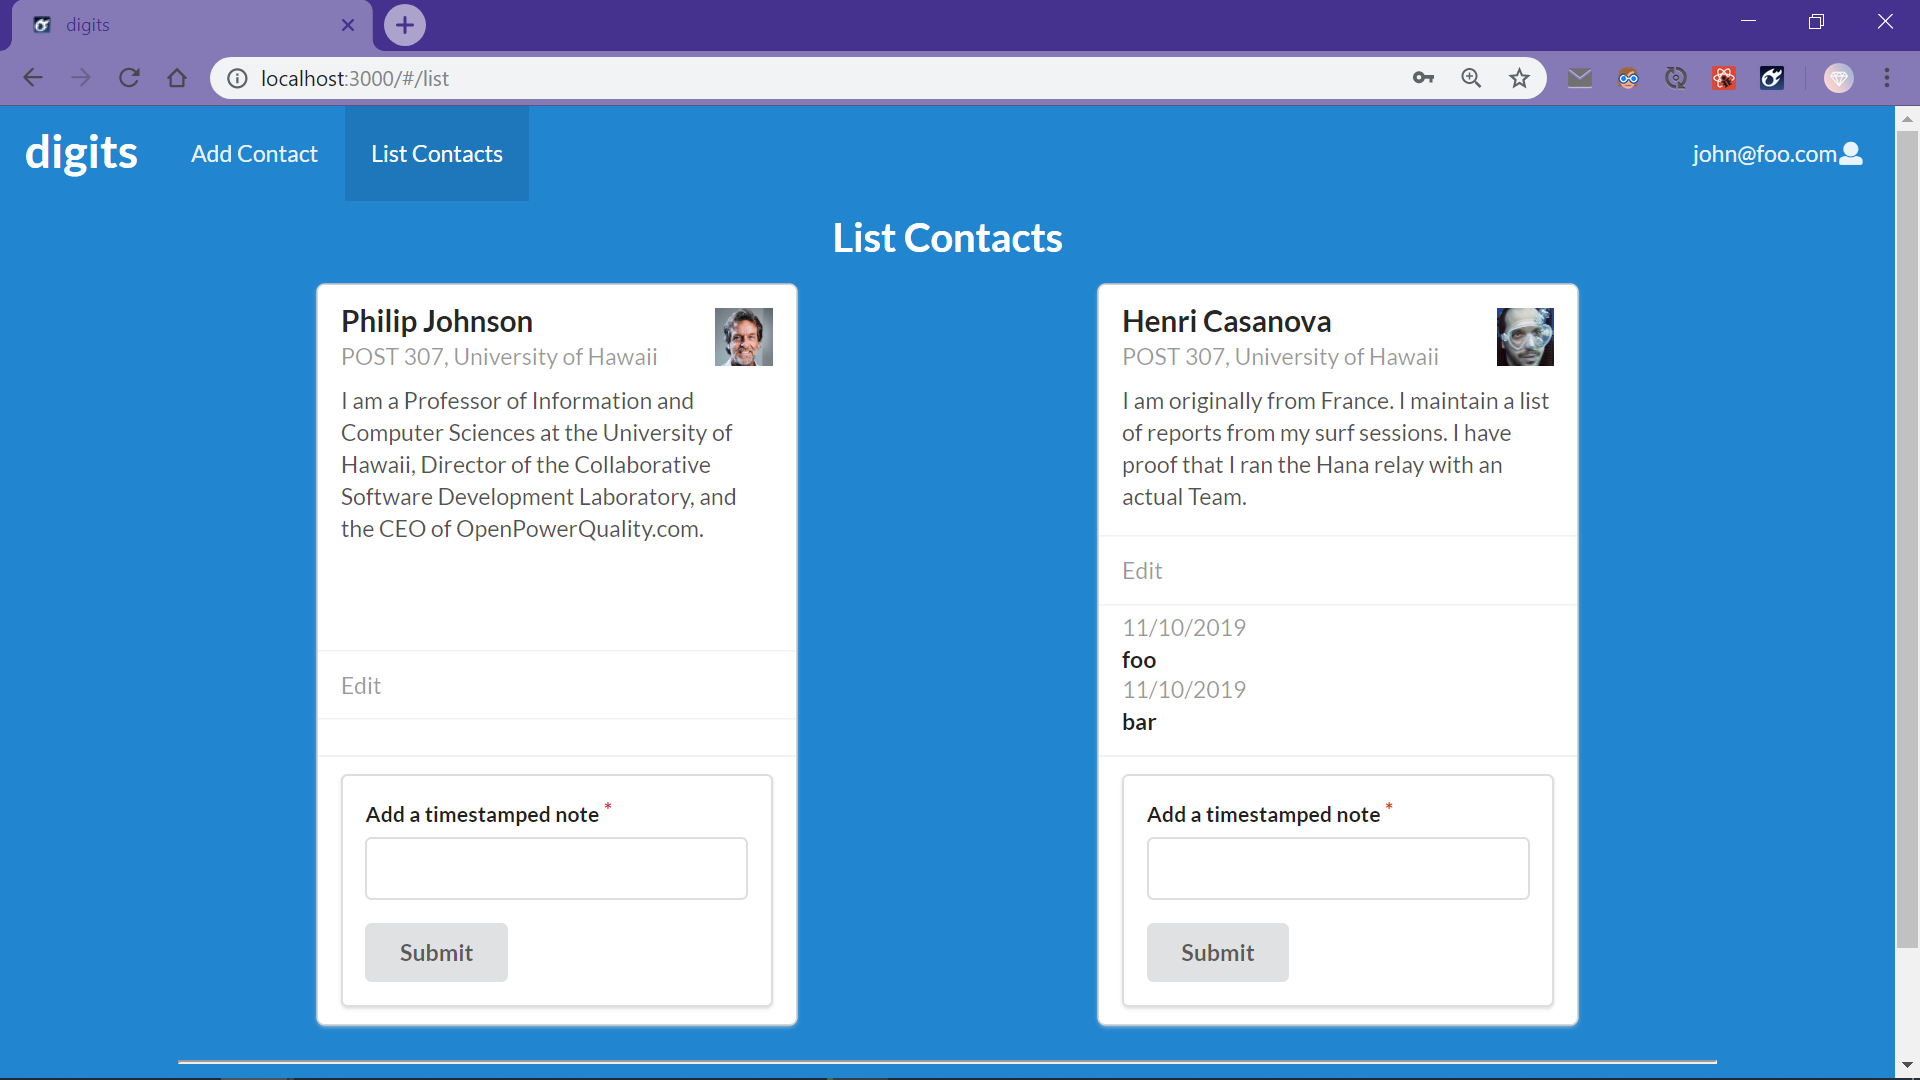 digits
localhost:3000/#/list
digits
Add Contact
List Contacts
john@foo.com
List Contacts
Philip Johnson
POST 307, University of Hawaii
I am a Professor of Information and
Computer Sciences at the University of
Hawaii, Director of the Collaborative
Software Development Laboratory, and
the CEO of OpenPowerQuality.com.
Edit
Add a timestamped note *
Submit
Henri Casanova
POST 307, University of Hawaii
I am originally from France. I maintain a list
of reports from my surf sessions. I have
proof that I ran the Hana relay with an
actual Team.
Edit
11/10/2019
foo
11/10/2019
bar
Add a timestamped note *
Submit